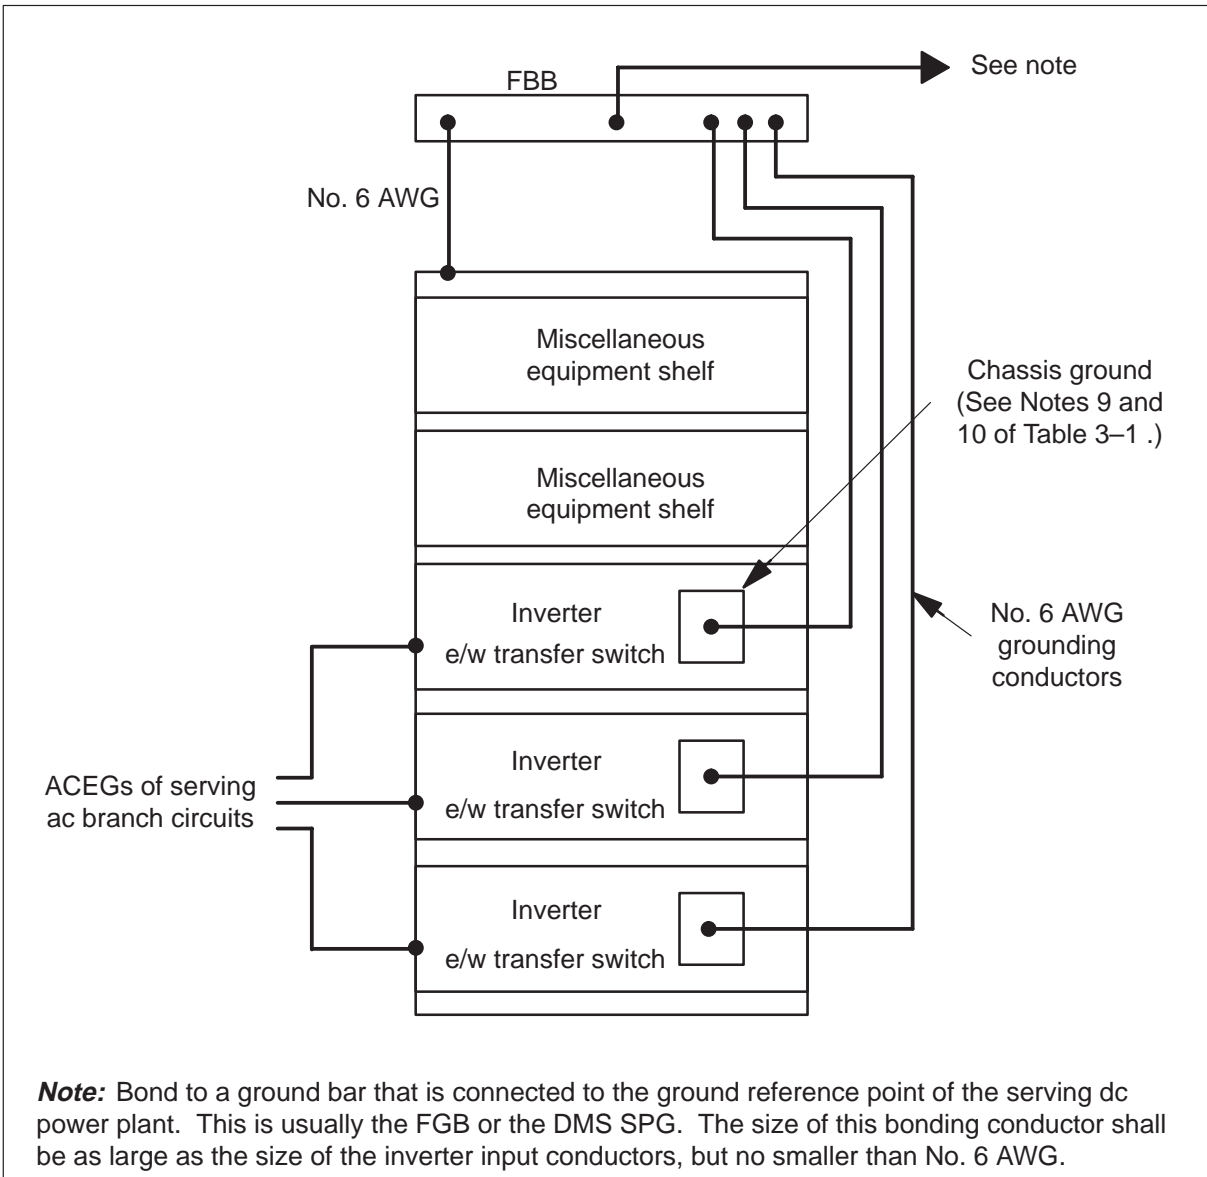 See note
FBB
No. 6 AWG
Miscellaneous
equipment shelf
Chassis ground
(See Notes 9 and
10 of Table 3–1 .)
Miscellaneous
equipment shelf
Inverter
e/w transfer switch
No. 6 AWG
grounding
conductors
Inverter
e/w transfer switch
ACEGs of serving
ac branch circuits
Inverter
e/w transfer switch
Note: Bond to a ground bar that is connected to the ground reference point of the serving dc
power plant. This is usually the FGB or the DMS SPG. The size of this bonding conductor shall
be as large as the size of the inverter input conductors, but no smaller than No. 6 AWG.